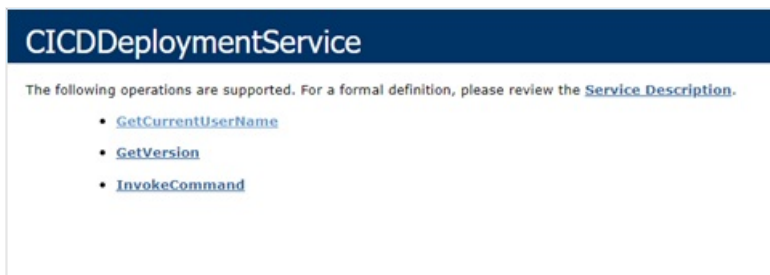 CICDDeploymentService
The following operations are supported. For a formal definition, please review the Service Description.
GetCurrentUserName
GetVersion
InvokeCommand